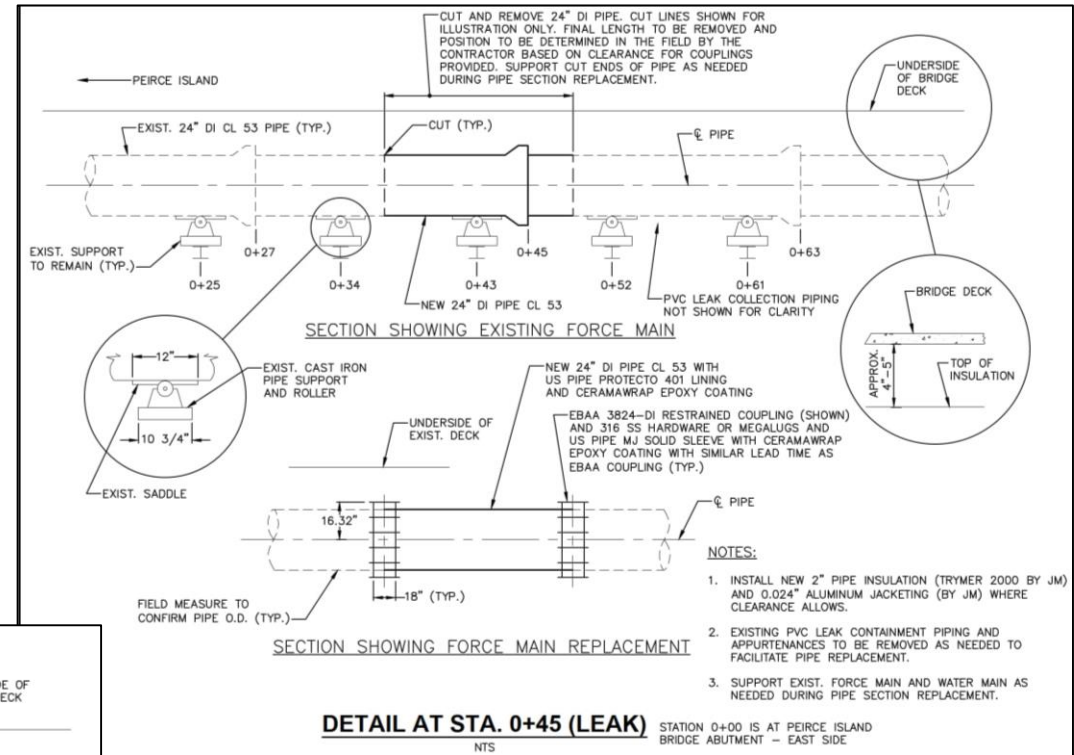 CUT AND REMOVE 24" DI PIPE. CUT LINES SHOWN FOR
ILLUSTRATION ONLY. FINAL LENGTH TO BE REMOVED AND
POSITION TO BE DETERMINED IN THE FIELD BY THE
CONTRACTOR BASED ON CLEARANCE FOR COUPLINGS
PROVIDED. SUPPORT CUT ENDS OF PIPE AS NEEDED
DURING PIPE SECTION REPLACEMENT.
PEIRCE ISLAND
UNDERSIDE
OF BRIDGE
DECK
EXIST. 24" DI CL 53 PIPE (TYP.)
CUT (TYP.)
℄ PIPE
EXIST. SUPPORT
TO REMAIN (TYP.)
0+27
0+45
0+63
0+25
0+34
0+43
0+52
0+61
NEW 24" DI PIPE CL 53
PVC LEAK COLLECTION PIPING
NOT SHOWN FOR CLARITY
SECTION SHOWING EXISTING FORCE MAIN
12"
EXIST. CAST IRON
PIPE SUPPORT
AND ROLLER
10 3/4"
EXIST. SADDLE
BRIDGE DECK
APPROX.
4"-5"
TOP OF
INSULATION
NEW 24" DI PIPE CL 53 WITH
US PIPE PROTECTO 401 LINING
AND CERAMAWRAP EPOXY COATING
UNDERSIDE OF
EXIST. DECK
EBAA 3824-DI RESTRAINED COUPLING (SHOWN)
AND 316 SS HARDWARE OR MEGALUGS AND
US PIPE MJ SOLID SLEEVE WITH CERAMAWRAP
EPOXY COATING WITH SIMILAR LEAD TIME AS
EBAA COUPLING (TYP.)
℄ PIPE
16.32"
18" (TYP.)
FIELD MEASURE TO
CONFIRM PIPE O.D. (TYP.)
SECTION SHOWING FORCE MAIN REPLACEMENT
NOTES:
1. INSTALL NEW 2" PIPE INSULATION (TRYMER 2000 BY JM)
AND 0.024" ALUMINUM JACKETING (BY JM) WHERE
CLEARANCE ALLOWS.
2. EXISTING PVC LEAK CONTAINMENT PIPING AND
APPURTENANCES TO BE REMOVED AS NEEDED TO
FACILITATE PIPE REPLACEMENT.
3. SUPPORT EXIST. FORCE MAIN AND WATER MAIN AS
NEEDED DURING PIPE SECTION REPLACEMENT.
DETAIL AT STA. 0+45 (LEAK)
NTS
STATION 0+00 IS AT PEIRCE ISLAND
BRIDGE ABUTMENT – EAST SIDE
OF